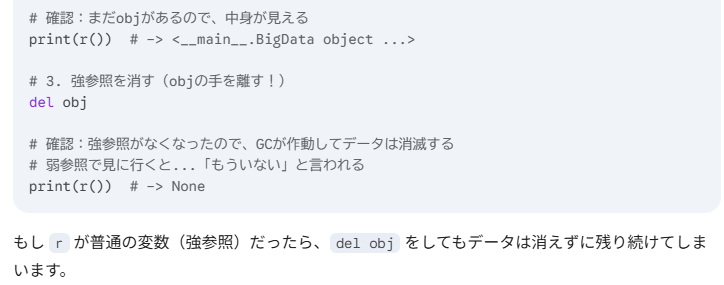 # 確認：まだobjがあるので、中身が見える
print(r())  # -> <__main__.BigData object ...>
# 3. 強参照を消す（objの手を離す！）
del obj
# 確認：強参照がなくなったので、GCが作動してデータは消滅する
# 弱参照で見に行くと...「もういない」と言われる
print(r())  # -> None
もし r が普通の変数（強参照）だったら、 del obj をしてもデータは消えずに残り続けてしま
います。